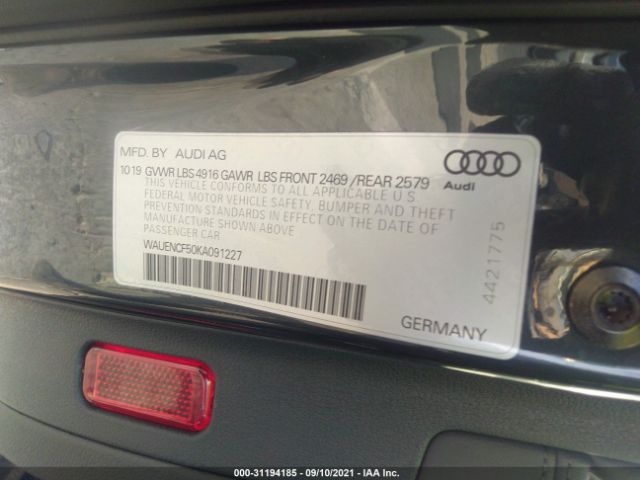 MFD. BY AUDI AG
10 19 GVWR LBS 4916 GAWR LBS FRONT 2469 /REAR 2579
THIS VEHICLE CONFORMS TO ALL APPLICABLE U S
FEDERAL MOTOR VEHICLE SAFETY, BUMPER AND THEFT
PREVENTION STANDARDS IN EFFECT ON THE DATE OF
MANUFACTURE SHOWN ABOVE
PASSENGER CAR
WAUENCF50KA091227
Audi
4421775
GERMANY
000-31194185 - 09/10/2021 - IAA Inc.